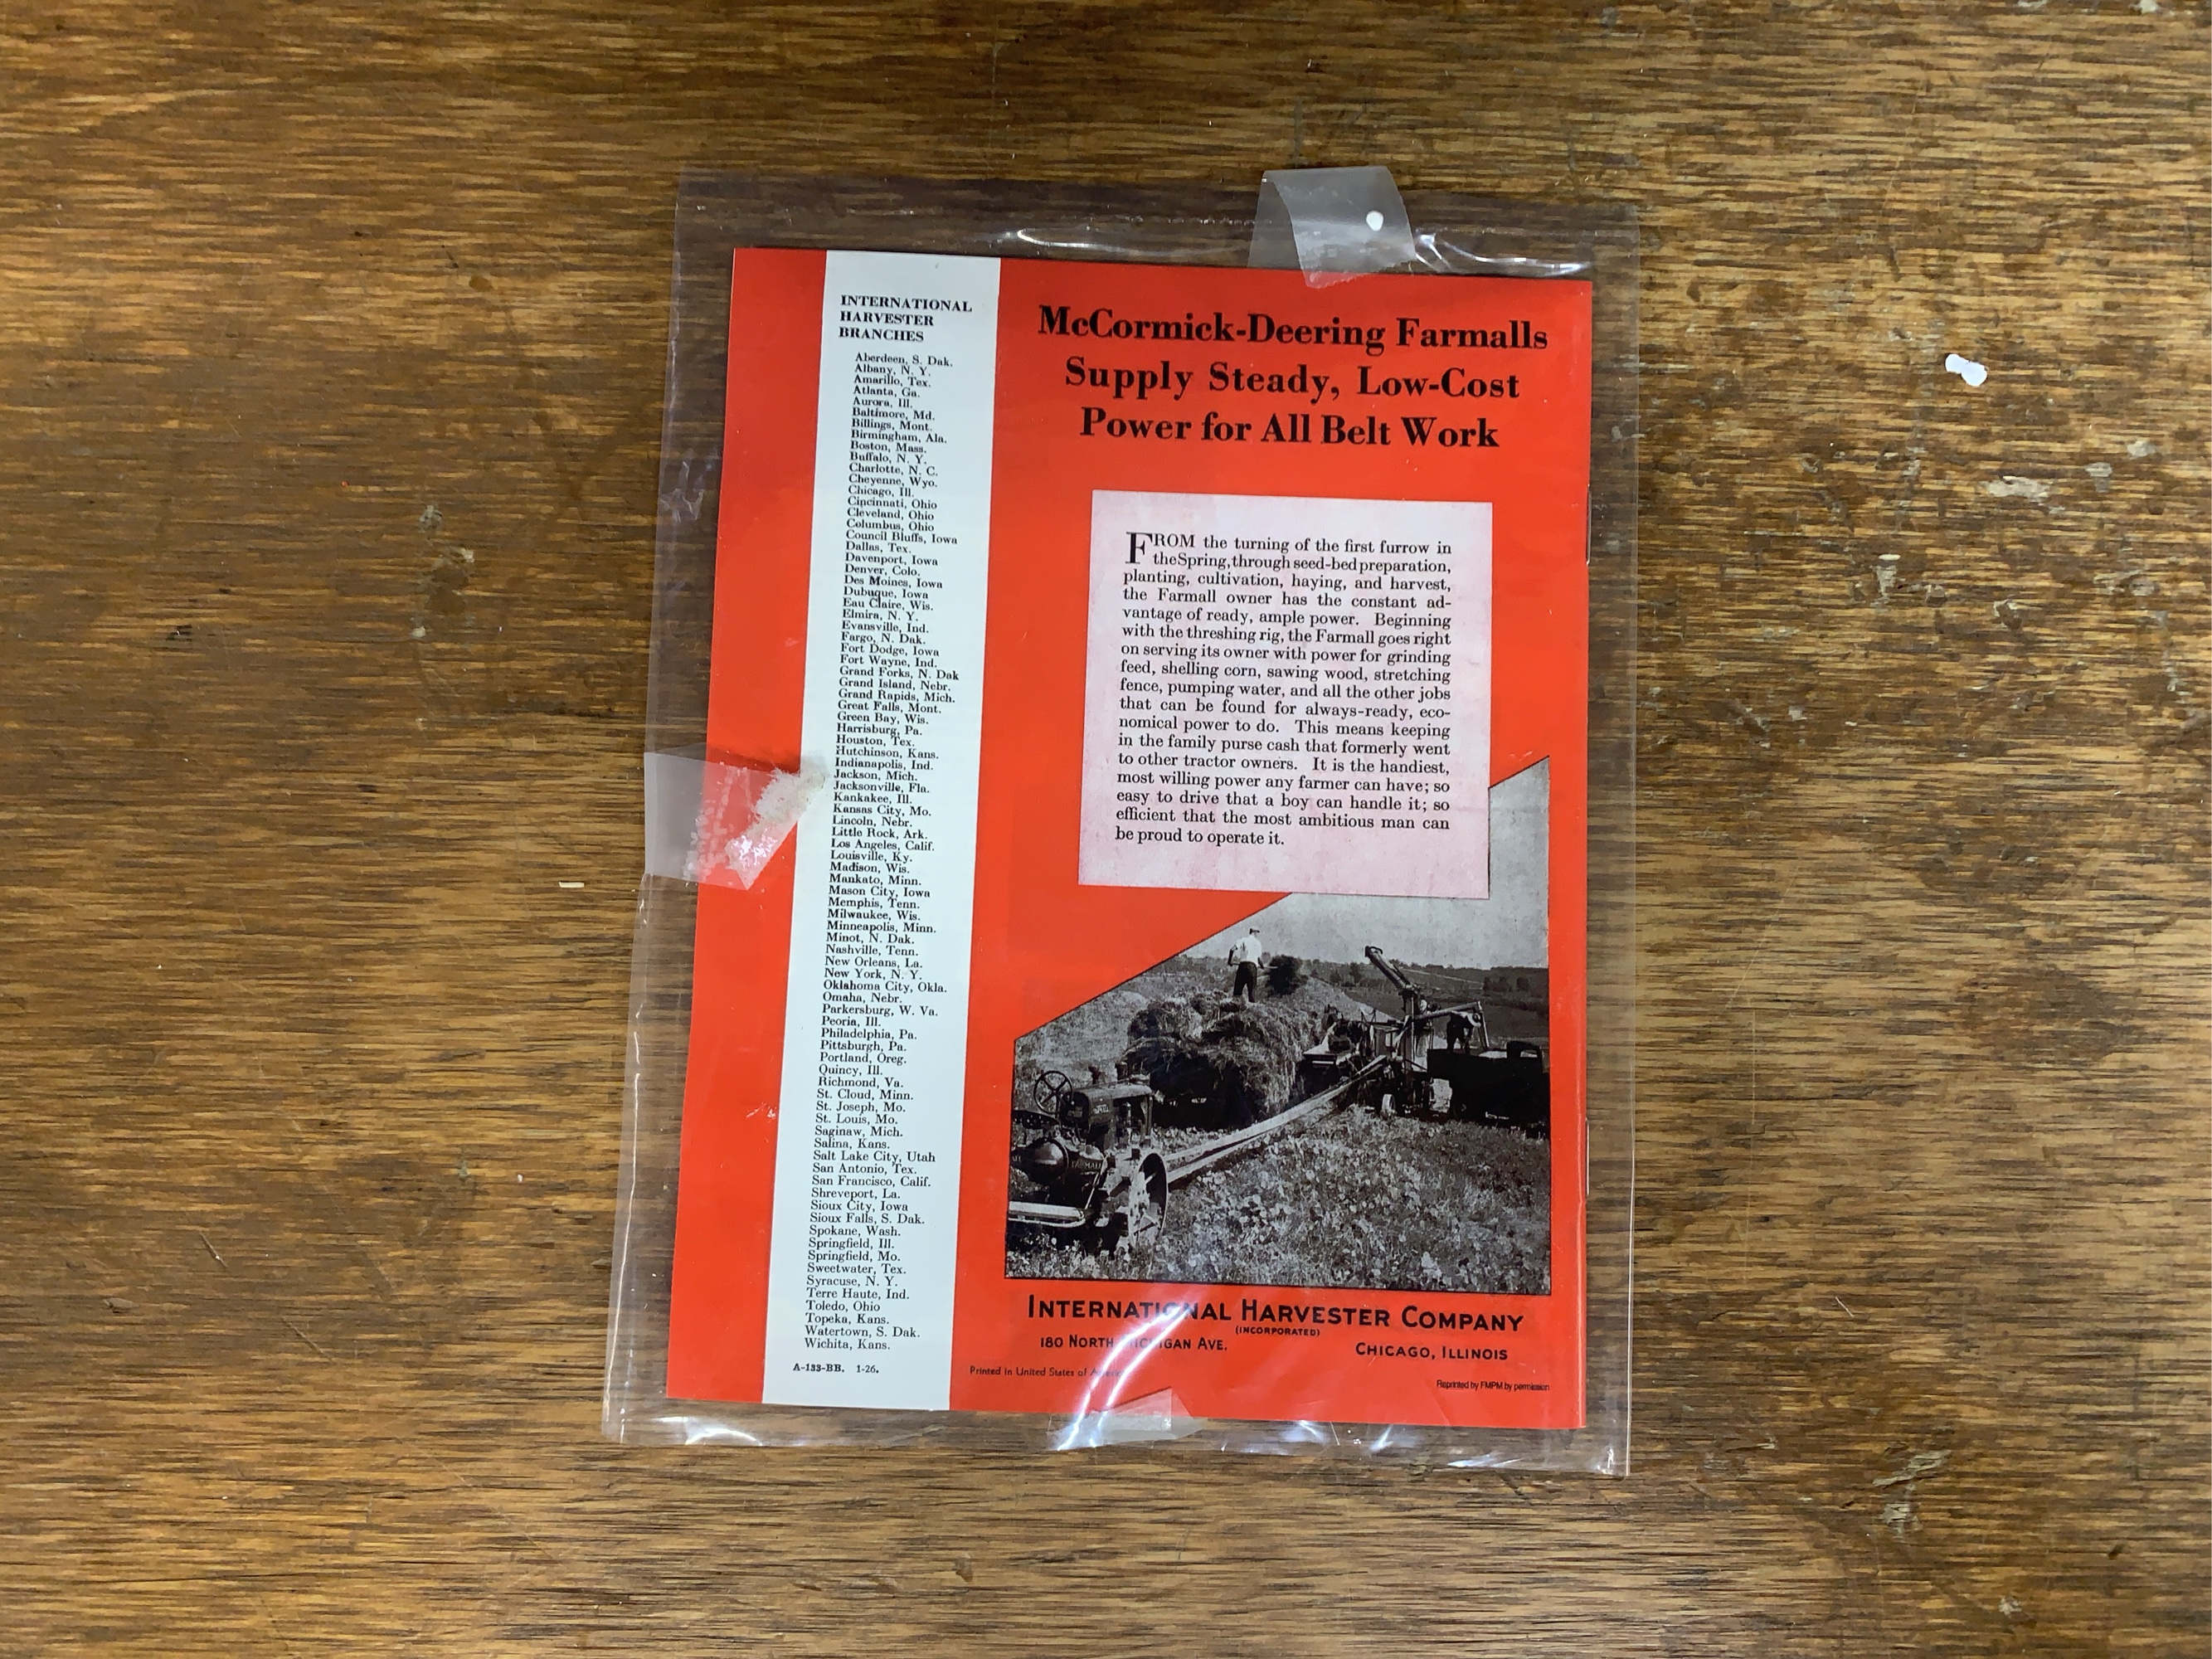 INTERNATIONAL
HARVESTER
BRANCHES
Aberdeen, S. Dak.
Albany, N. Y.
Amarillo, Tex.
Atlanta, Ga.
Aurora, Ill.
Baltimore, Md.
Billings, Mont.
Birmingham, Ala.
Boston, Mass.
Buffalo, N. Y.
Charlotte, N. C.
Cheyenne, Wyo.
Chicago, Ill.
Cincinnati, Ohio
Cleveland, Ohio
Columbus, Ohio
Council Bluffs, Iowa
Dallas, Tex.
Davenport, Iowa
Denver, Colo.
Des Moines, Iowa
Dubuque, Iowa
Eau Claire, Wis.
Elmira, N. Y.
Evansville, Ind.
Fargo, N. Dak.
Fort Dodge, Iowa
Fort Wayne, Ind.
Grand Forks, N. Dak
Grand Island, Nebr.
Grand Rapids, Mich.
Great Falls, Mont.
Green Bay, Wis.
Harrisburg, Pa.
Houston, Tex.
Hutchinson, Kans.
Indianapolis, Ind.
Jackson, Mich.
Jacksonville, Fla.
Kankakee, Ill.
Kansas City, Mo.
Lincoln, Nebr.
Little Rock, Ark.
Los Angeles, Calif.
Louisville, Ky.
Madison, Wis.
Mankato, Minn.
Mason City, Iowa
Memphis, Tenn.
Milwaukee, Wis.
Minneapolis, Minn.
Minot, N. Dak.
Nashville, Tenn.
New Orleans, La.
New York, N. Y.
Oklahoma City, Okla.
Omaha, Nebr.
Parkersburg, W. Va.
Peoria, Ill.
Philadelphia, Pa.
Pittsburgh, Pa.
Portland, Oreg.
Quincy, Ill.
Richmond, Va.
St. Cloud, Minn.
St. Joseph, Mo.
St. Louis, Mo.
Saginaw, Mich.
Salina, Kans.
Salt Lake City, Utah
San Antonio, Tex.
San Francisco, Calif.
Shreveport, La.
Sioux City, Iowa
Sioux Falls, S. Dak.
Spokane, Wash.
Springfield, Ill.
Springfield, Mo.
Sweetwater, Tex.
Syracuse, N. Y.
Terre Haute, Ind.
Toledo, Ohio
Topeka, Kans.
Watertown, S. Dak.
Wichita, Kans.
A-133-BB. 1-26.
McCormick-Deering Farmalls
Supply Steady, Low-Cost
Power for All Belt Work
FROM the turning of the first furrow in
the Spring, through seed-bed preparation,
planting, cultivation, haying, and harvest,
the Farmall owner has the constant ad-
vantage of ready, ample power. Beginning
with the threshing rig, the Farmall goes right
on serving its owner with power for grinding
feed, shelling corn, sawing wood, stretching
fence, pumping water, and all the other jobs
that can be found for always-ready, eco-
nomical power to do. This means keeping
in the family purse cash that formerly went
to other tractor owners. It is the handiest,
most willing power any farmer can have; so
easy to drive that a boy can handle it; so
efficient that the most ambitious man can
be proud to operate it.
FARMALL
INTERNATIONAL HARVESTER COMPANY
(INCORPORATED)
180 NORTH MICHIGAN AVE. CHICAGO, ILLINOIS
Printed in United States of America
Reprinted by FMPM by permission